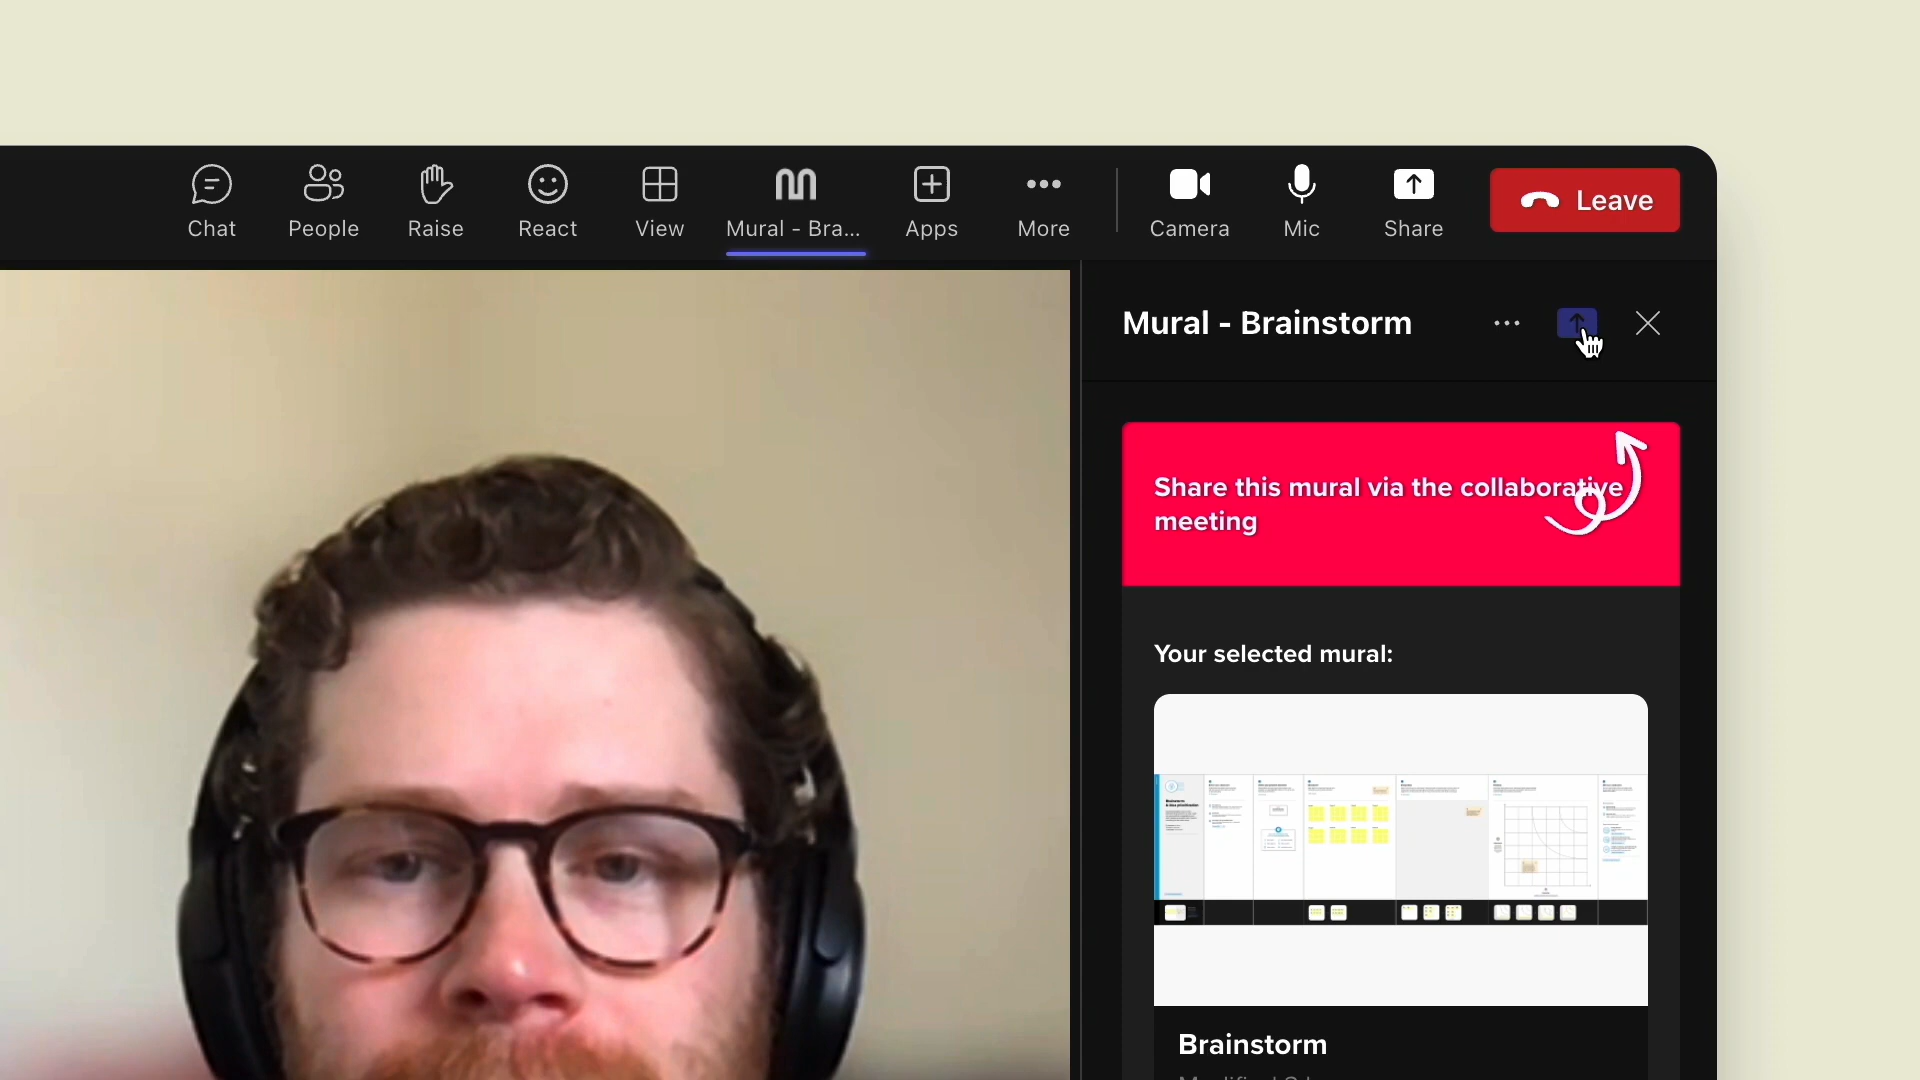 Chat People Raise React View Mural - Bra... Apps More Camera Mic Share Leave
Mural - Brainstorm
Share this mural via the collaborative
meeting
Your selected mural:
Brainstorm